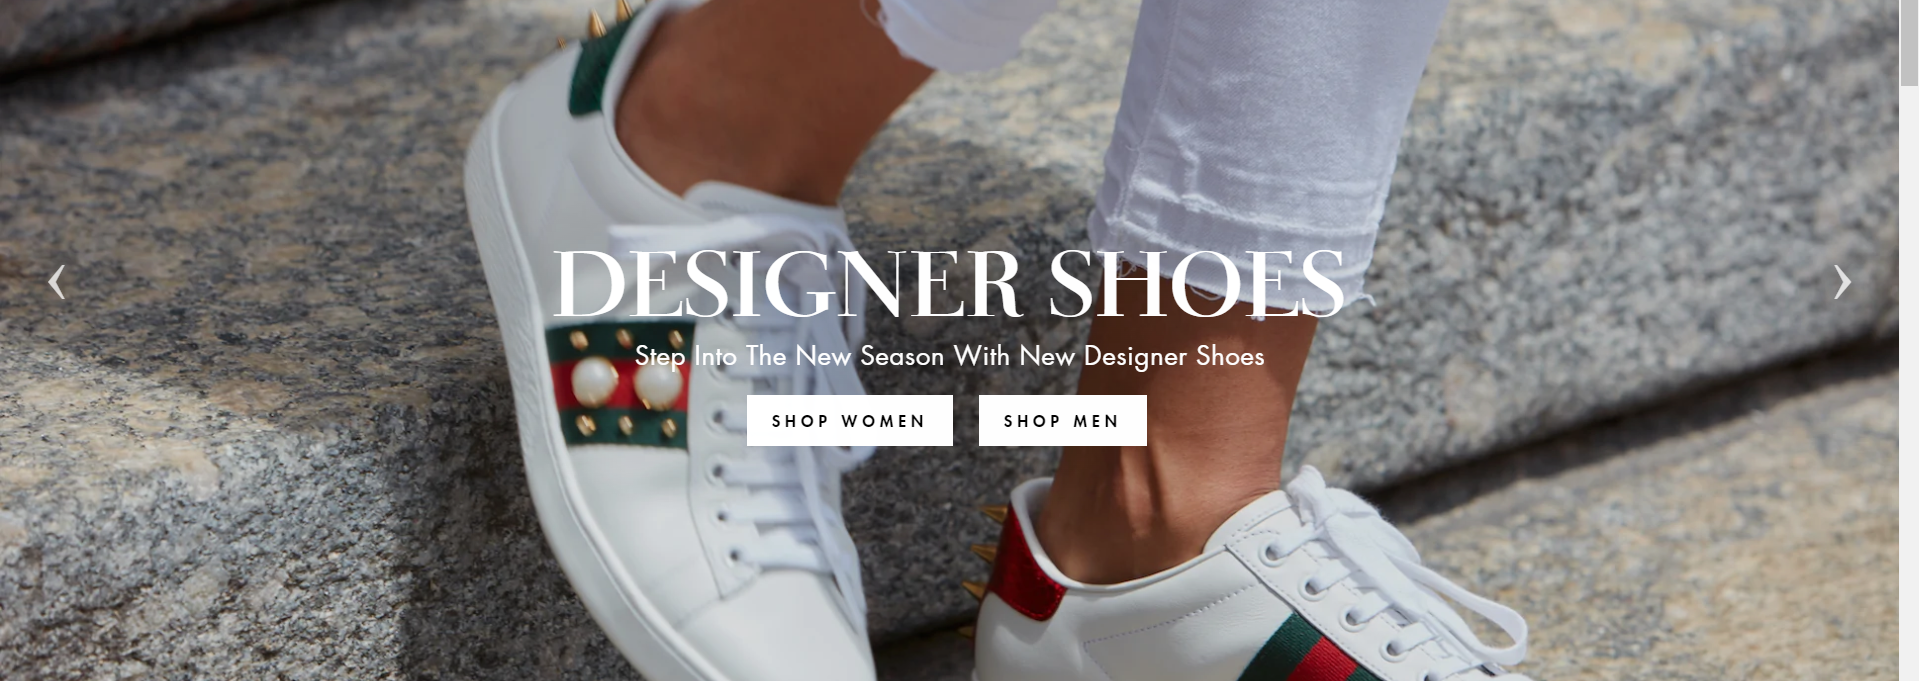 DESIGNER SHOES
Step Into The New Season With New Designer Shoes
SHOP WOMEN
SHOP MEN